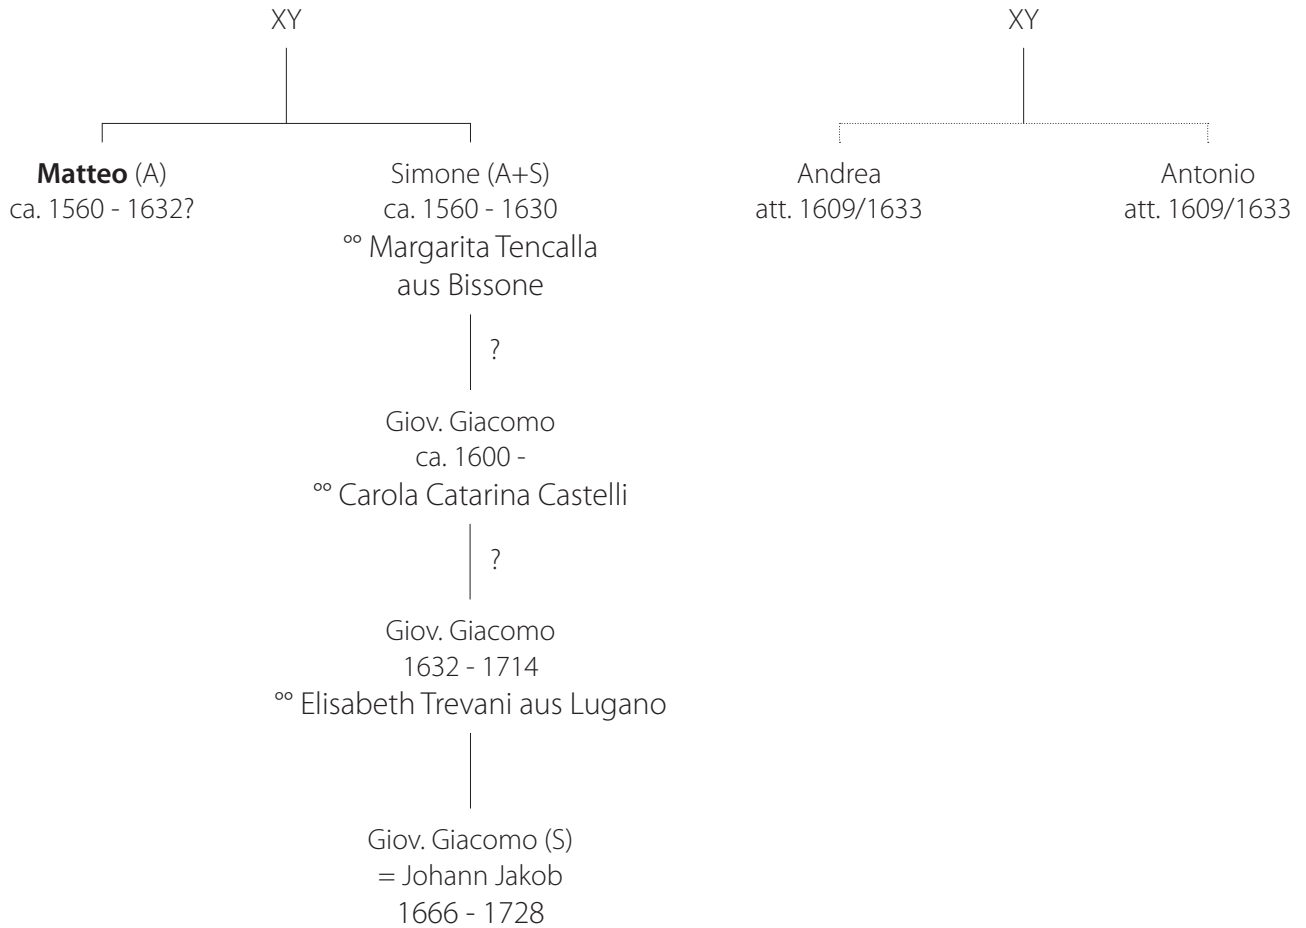 XY
XY
Matteo (A)
ca. 1560 - 1632?
Simone (A+S)
ca. 1560 - 1630
°° Margarita Tencalla
aus Bissone
Andrea
att. 1609/1633
Antonio
att. 1609/1633
?
Giov. Giacomo
ca. 1600 -
°° Carola Catarina Castelli
?
Giov. Giacomo
1632 - 1714
°° Elisabeth Trevani aus Lugano
Giov. Giacomo (S)
= Johann Jakob
1666 - 1728